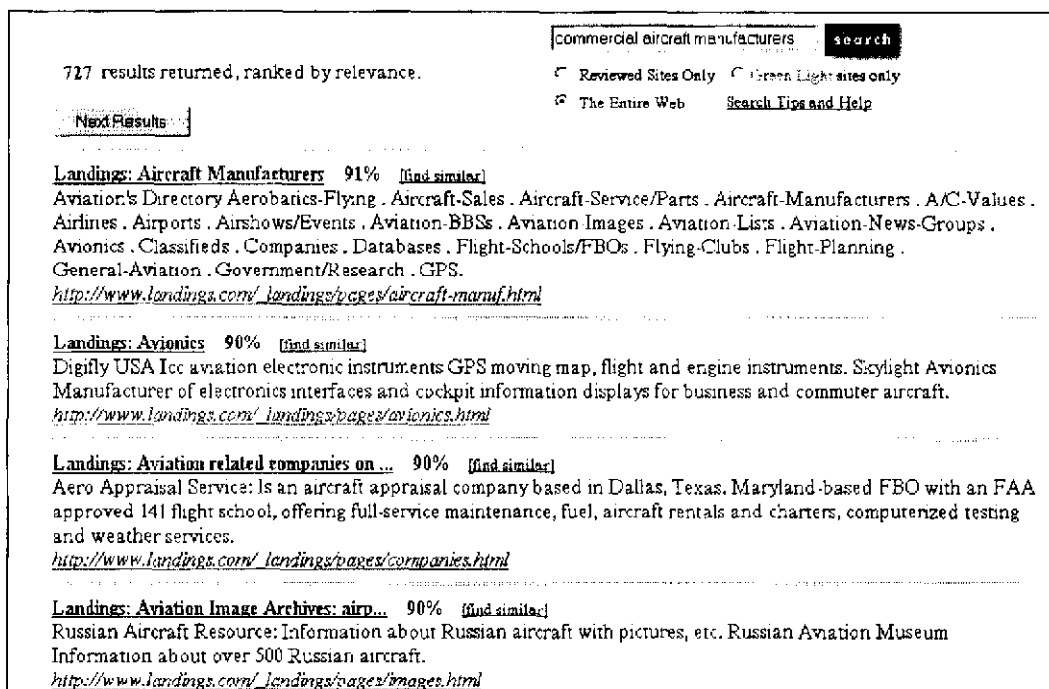 commercial aircraft manufacturers search
727 results returned, ranked by relevance.
Reviewed Sites Only Green Light sites only
The Entire Web Search Tips and Help
Next Results
Landings: Aircraft Manufacturers 91% [find similar]
Aviation's Directory Aerobatics-Flying . Aircraft-Sales . Aircraft-Service/Parts . Aircraft-Manufacturers . A/C-Values .
Airlines . Airports . Airshows/Events . Aviation-BBSs . Aviation-Images . Aviation-Lists . Aviation-News-Groups .
Avionics . Classifieds . Companies . Databases . Flight-Schools/FBOs . Flying-Clubs . Flight-Planning .
General-Aviation . Government/Research . GPS.
http://www.landings.com/_landings/pages/aircraft-manuf.html
Landings: Avionics 90% [find similar]
Digifly USA Icc aviation electronic instruments GPS moving map, flight and engine instruments. Skylight Avionics
Manufacturer of electronics interfaces and cockpit information displays for business and commuter aircraft.
http://www.landings.com/_landings/pages/avionics.html
Landings: Aviation related companies on ... 90% [find similar]
Aero Appraisal Service: Is an aircraft appraisal company based in Dallas, Texas. Maryland-based FBO with an FAA
approved 141 flight school, offering full-service maintenance, fuel, aircraft rentals and charters, computerized testing
and weather services.
http://www.landings.com/_landings/pages/companies.html
Landings: Aviation Image Archives: airp... 90% [find similar]
Russian Aircraft Resource: Information about Russian aircraft with pictures, etc. Russian Aviation Museum
Information about over 500 Russian aircraft.
http://www.landings.com/_landings/pages/images.html